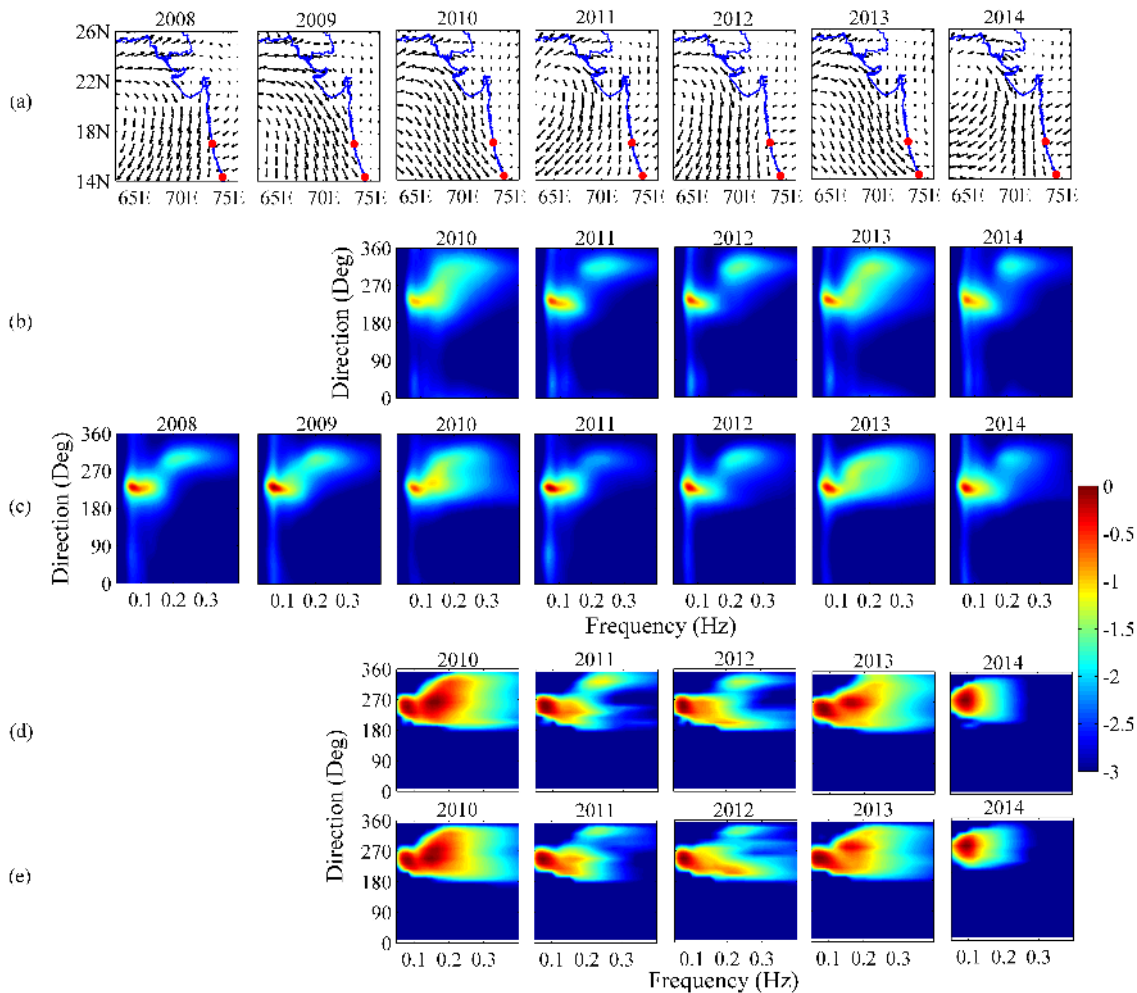 2008 2009 2010 2011 2012 2013 2014
(a)
26N
22N
18N
14N
65E 70E 75E 65E 70E 75E 65E 70E 75E 65E 70E 75E 65E 70E 75E 65E 70E 75E 65E 70E 75E
2010 2011 2012 2013 2014
(b)
Direction (Deg)
360
270
180
90
0
2008 2009 2010 2011 2012 2013 2014
(c)
Direction (Deg)
360
270
180
90
0
0.1 0.2 0.3 0.1 0.2 0.3 0.1 0.2 0.3 0.1 0.2 0.3 0.1 0.2 0.3 0.1 0.2 0.3 0.1 0.2 0.3
Frequency (Hz)
0
-0.5
-1
-1.5
-2
-2.5
-3
2010 2011 2012 2013 2014
(d)
Direction (Deg)
360
270
180
90
0
2010 2011 2012 2013 2014
(e)
360
270
180
90
0
0.1 0.2 0.3 0.1 0.2 0.3 0.1 0.2 0.3 0.1 0.2 0.3 0.1 0.2 0.3
Frequency (Hz)